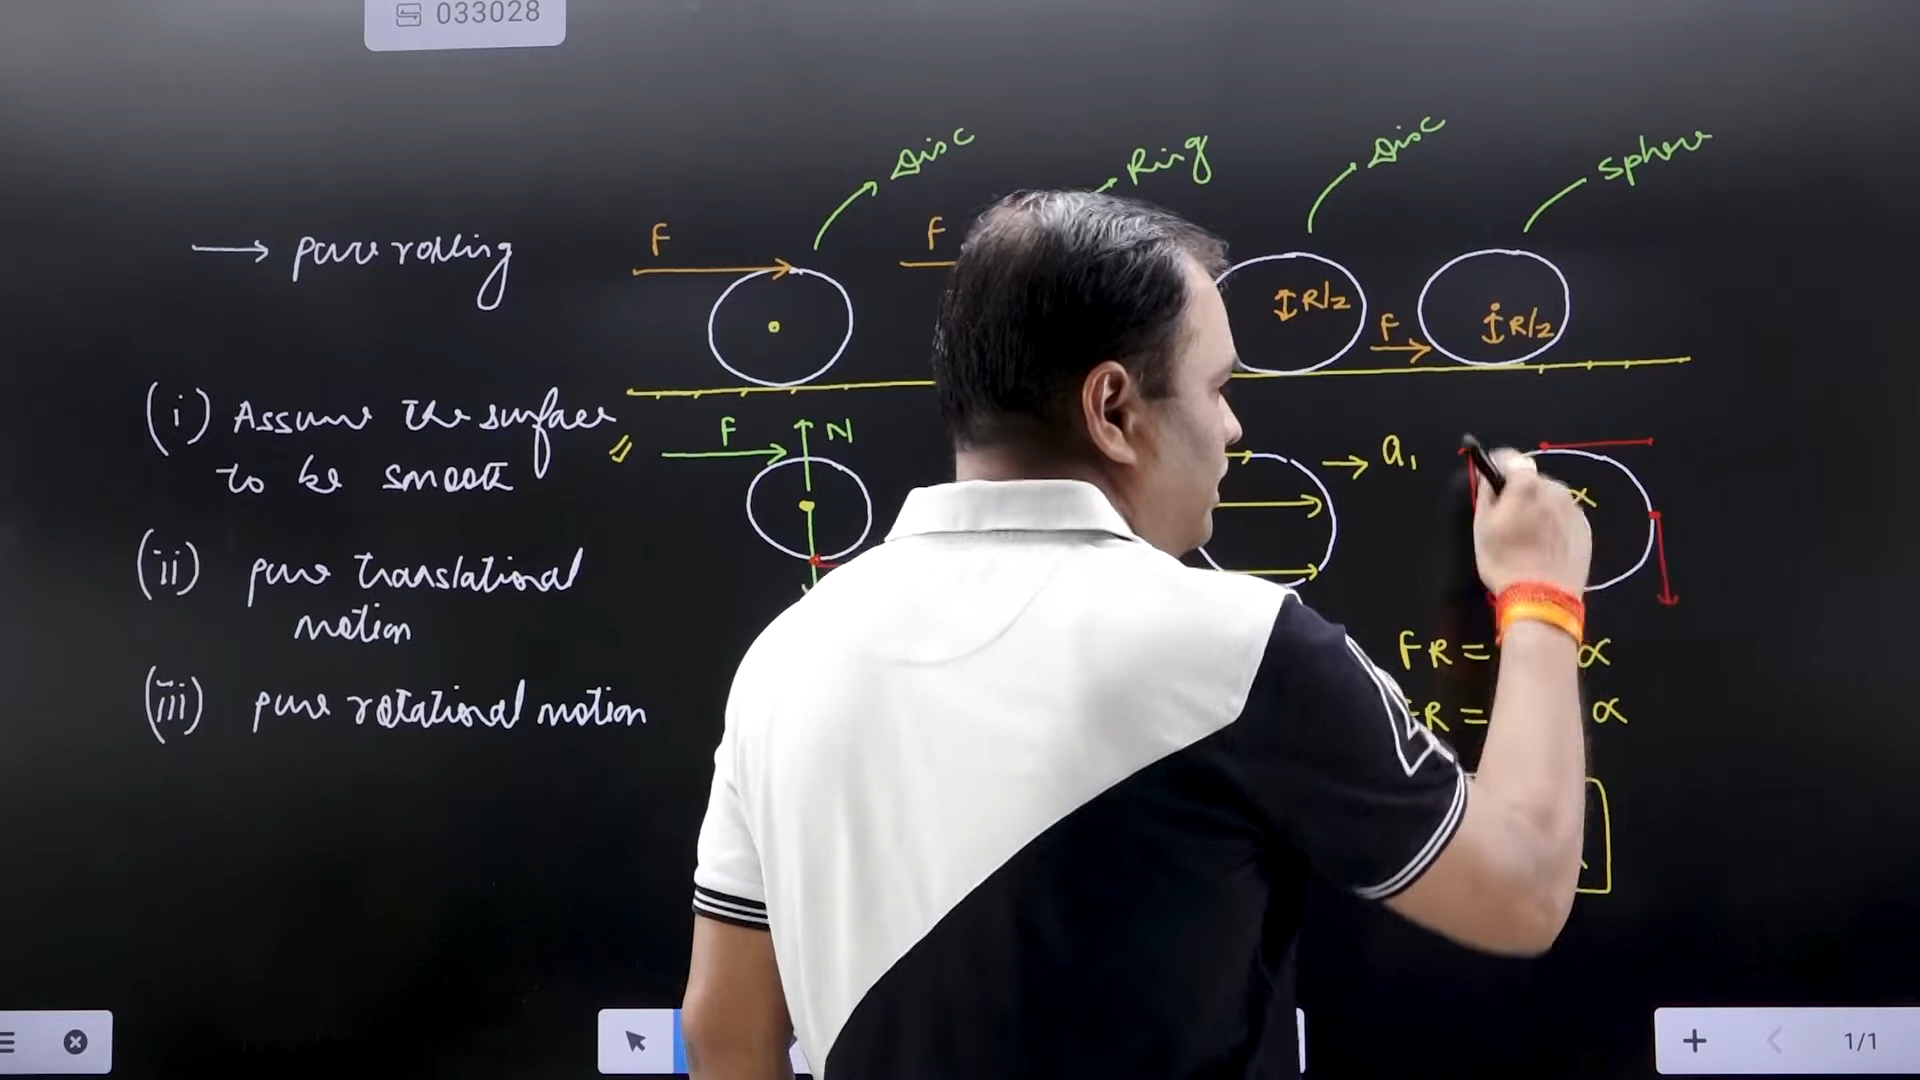 033028
Disc
Ring
Disc
Sphere
→ pure rolling
F
F
R/2
F
R/2
(i) Assume the surface
to be smooth
F
N
a₁
α
(ii) pure translational
motion
FR =
α
(iii) pure rotational motion
FR =
α
1/1